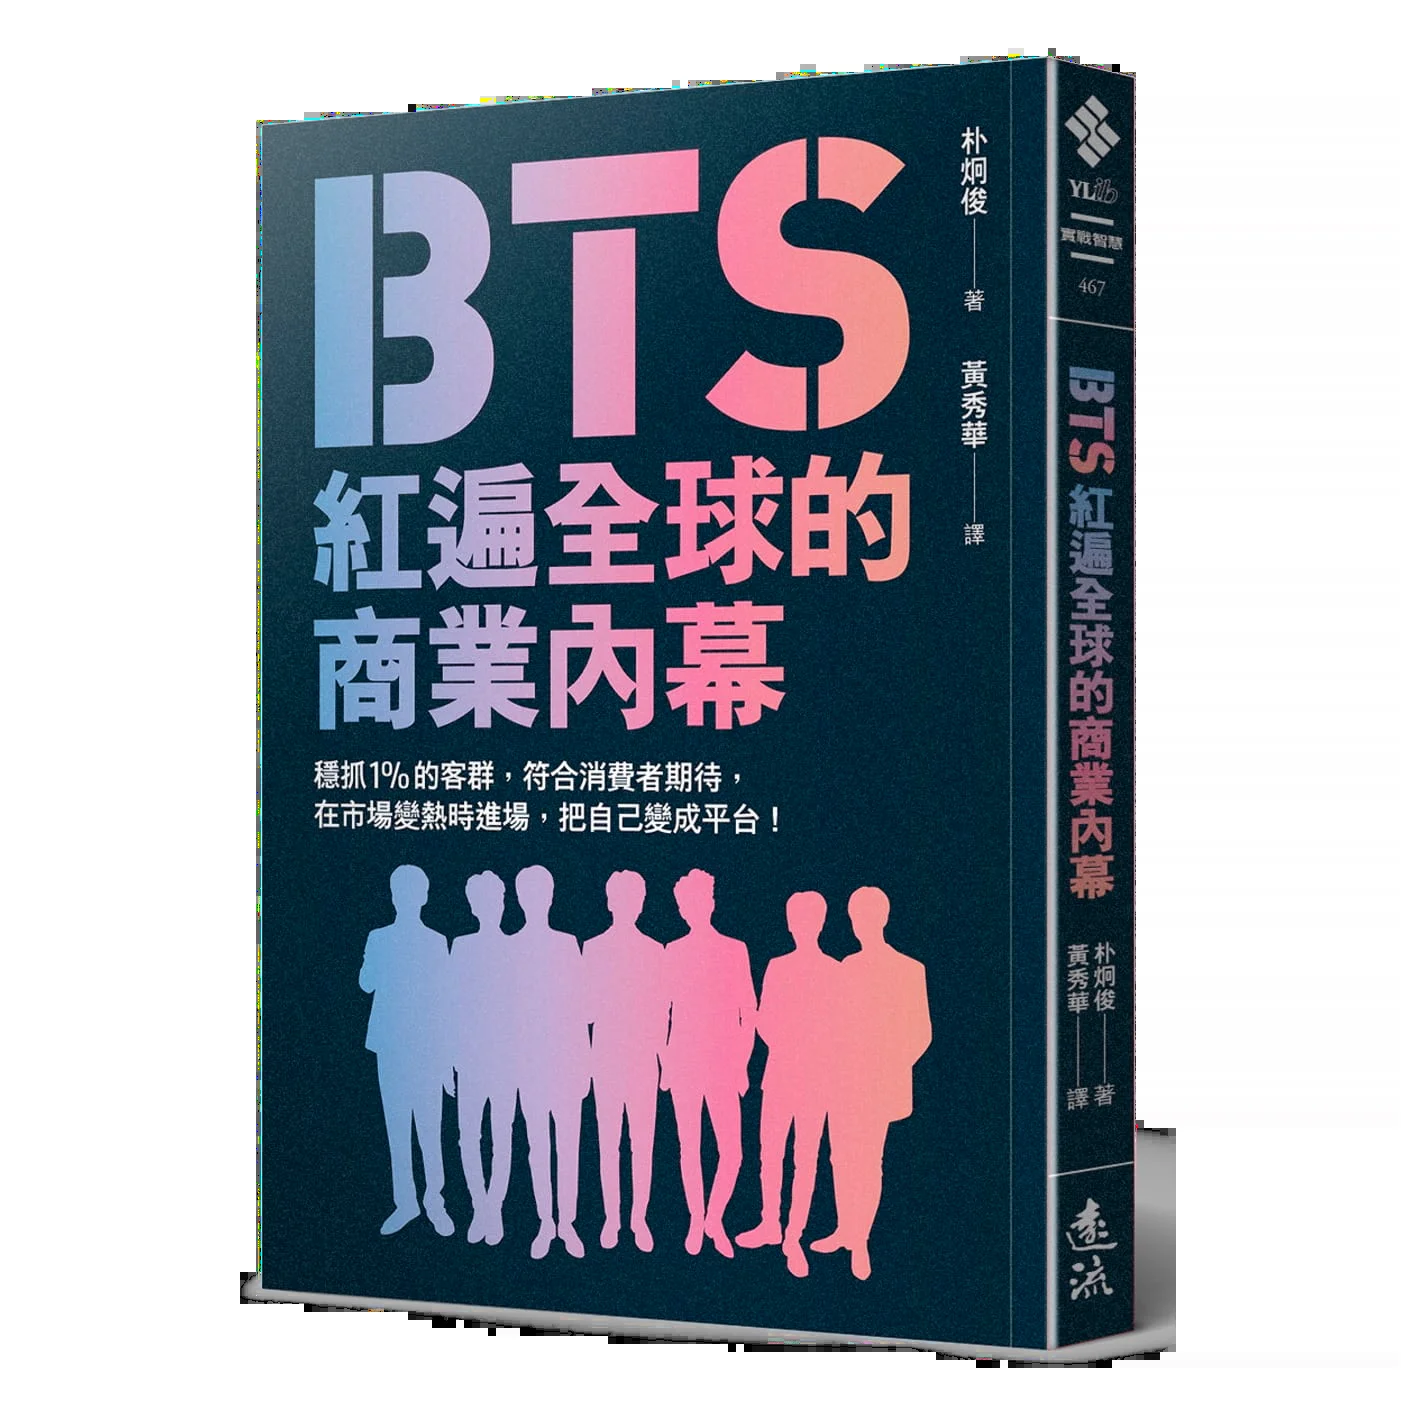 BTS
紅遍全球的
商業內幕
穩抓1%的客群，符合消費者期待，
在市場變熱時進場，把自己變成平台！
朴炯俊——著
黃秀華——譯
YLib
實戰智慧
467
BTS紅遍全球的商業內幕
朴炯俊——著
黃秀華——譯
遠流